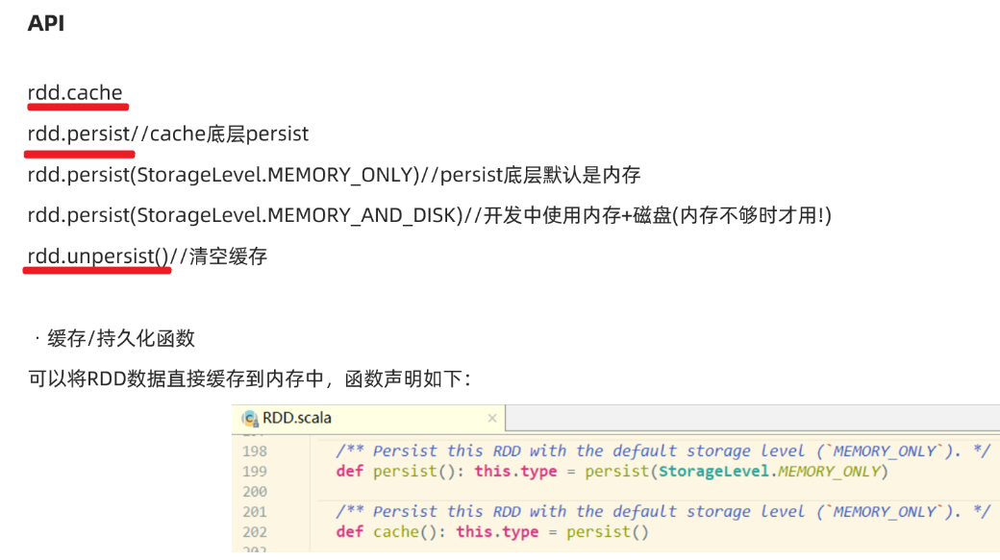 API
rdd.cache
rdd.persist//cache底层persist
rdd.persist(StorageLevel.MEMORY_ONLY)//persist底层默认是内存
rdd.persist(StorageLevel.MEMORY_AND_DISK)//开发中使用内存+磁盘(内存不够时才用!)
rdd.unpersist()//清空缓存
· 缓存/持久化函数
可以将RDD数据直接缓存到内存中，函数声明如下：
RDD.scala ×
198 /** Persist this RDD with the default storage level (`MEMORY_ONLY`). */
199 def persist(): this.type = persist(StorageLevel.MEMORY_ONLY)
200
201 /** Persist this RDD with the default storage level (`MEMORY_ONLY`). */
202 def cache(): this.type = persist()